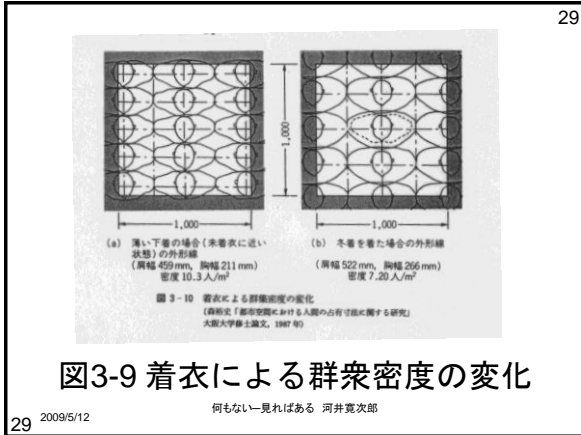 29
1,000
1,000
1,000
(a) 薄い下着の場合(未着衣に近い
状態)の外形線
(肩幅 459 mm, 胸幅 211 mm)
密度 10.3 人/m²
(b) 冬着を着た場合の外形線
(肩幅 522 mm, 胸幅 266 mm)
密度 7.20 人/m²
図 3-10 着衣による群集密度の変化
(森裕史「都市空間における人間の占有寸法に関する研究」
大阪大学修士論文, 1987 年)
図3-9 着衣による群衆密度の変化
何もない—見ればある 河井寛次郎
29 2009/5/12